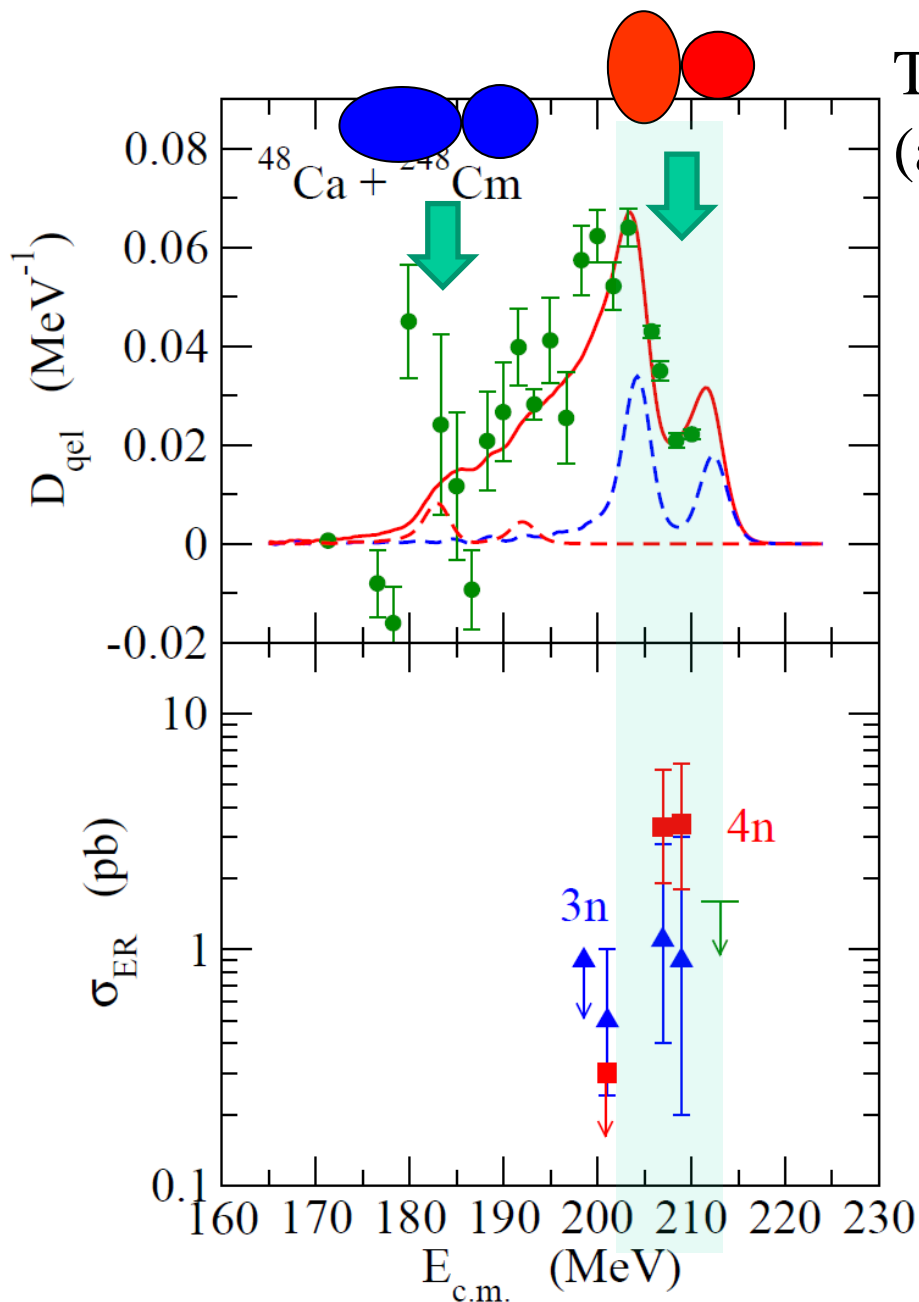 T
(a
⁴⁸Ca + ²⁴⁸Cm
D_qel (MeV⁻¹)
0.08
0.06
0.04
0.02
0
-0.02
σ_ER (pb)
10
1
0.1
3n
4n
160 170 180 190 200 210 220 230
E_c.m. (MeV)